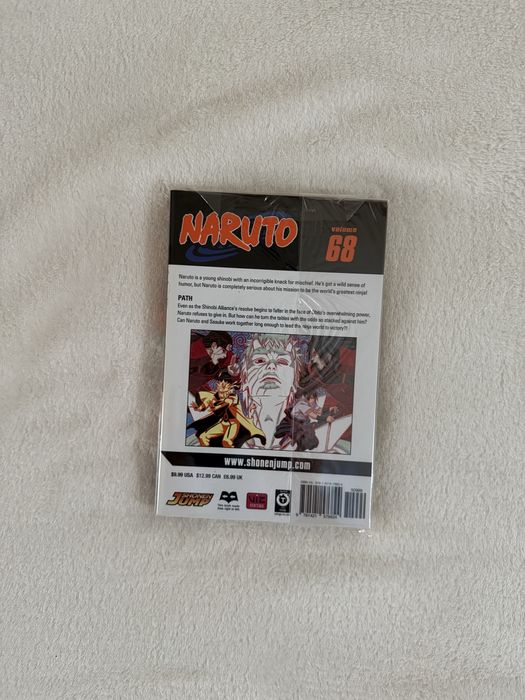 NARUTO
volume
68
Naruto is a young shinobi with an incorrigible knack for mischief. He's got a wild sense of
humor, but Naruto is completely serious about his mission to be the world's greatest ninja!
PATH
Even as the Shinobi Alliance's resolve begins to falter in the face of Obito's overwhelming power,
Naruto refuses to give in. But how can he turn the tables with the odds so stacked against him?
Can Naruto and Sasuke work together long enough to lead the ninja world to victory?!
www.shonenjump.com
$9.99 USA $12.99 CAN £6.99 UK
SHONEN
JUMP
VIZ